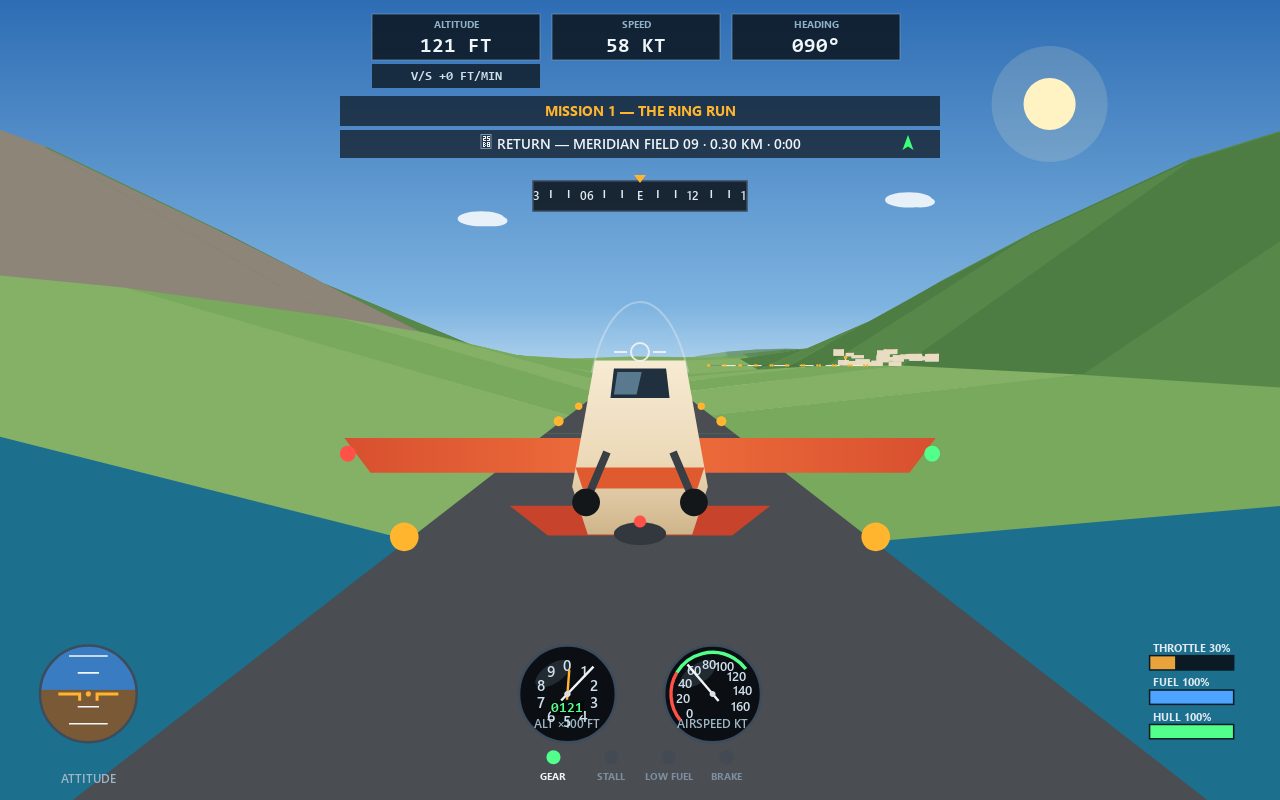 ALTITUDE
121 FT
SPEED
58 KT
HEADING
090°
V/S +0 FT/MIN
MISSION 1 — THE RING RUN
RETURN — MERIDIAN FIELD 09 · 0.30 KM · 0:00
3 06 E 12 1
THROTTLE 30%
FUEL 100%
HULL 100%
0 1 2 3 4 5 6 7 8 9
0121
ALT ×100 FT
0 20 40 60 80 100 120 140 160
AIRSPEED KT
ATTITUDE
GEAR
STALL
LOW FUEL
BRAKE